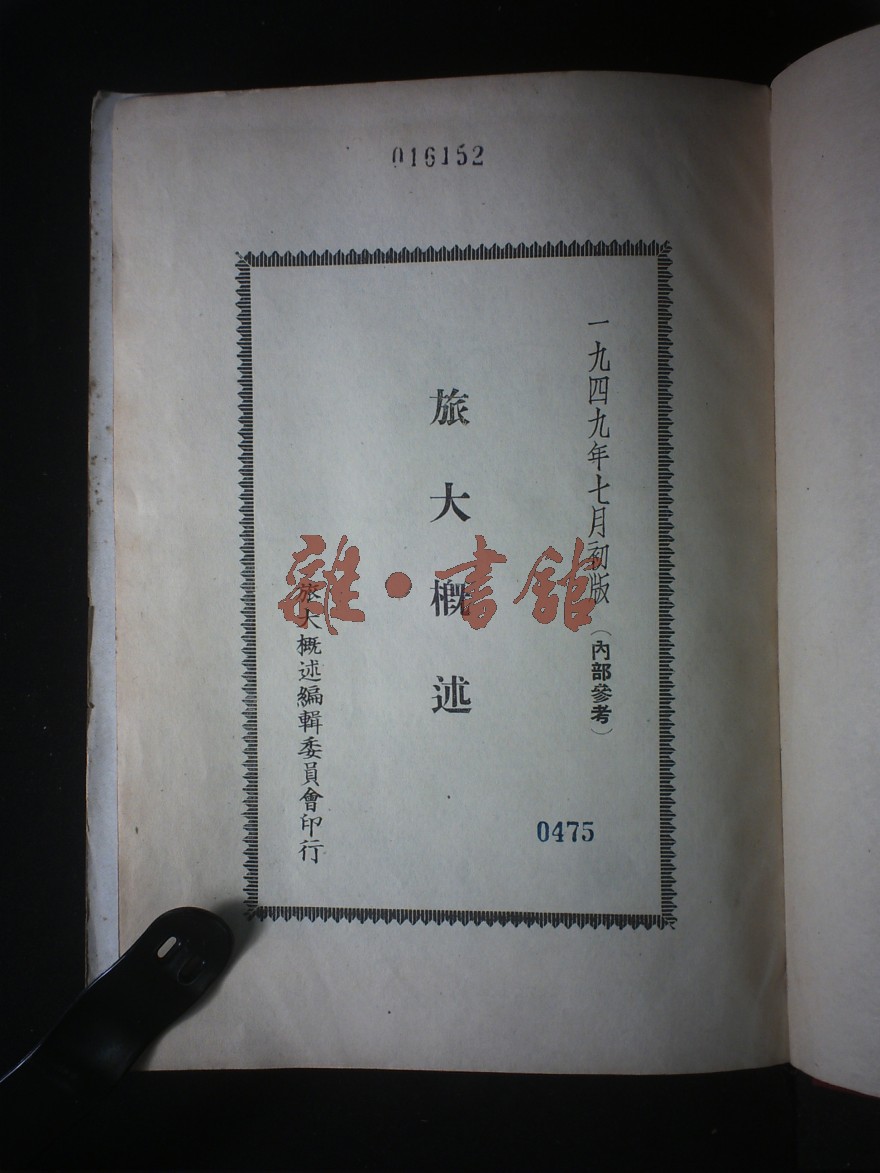 016152
一九四九年七月初版(內部參考)
旅大概述
旅大概述編輯委員會印行
0475
雜·書館